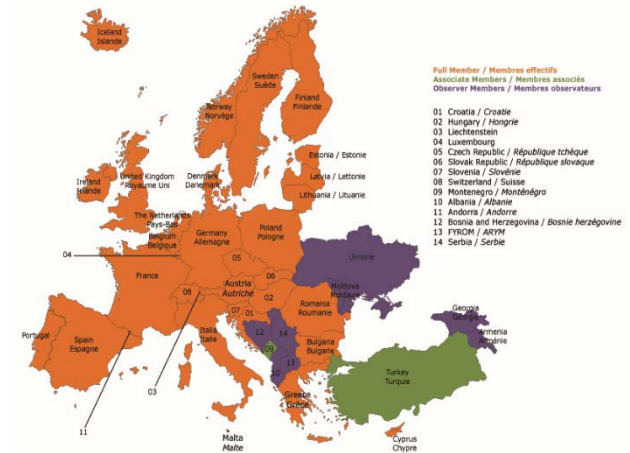 Iceland
Islande
Sweden
Suède
Finland
Finlande
Norway
Norvège
Estonia / Estonie
Latvia / Lettonie
Lithuania / Lituanie
Denmark
Danemark
Ireland
Irlande
United Kingdom
Royaume Uni
The Netherlands
Pays-Bas
Belgium
Belgique
Germany
Allemagne
Poland
Pologne
04
05
06
Ukraine
France
08
Austria
Autriche
02
Moldova
Moldavie
Romania
Roumanie
07
01
Georgia
Géorgie
Armenia
Arménie
Portugal
Spain
Espagne
Italia
Italie
12
14
09
13
10
Bulgaria
Bulgarie
Turkey
Turquie
03
11
Greece
Grèce
Malta
Malte
Cyprus
Chypre
Full Member / Membres effectifs
Associate Members / Membres associés
Observer Members / Membres observateurs
01 Croatia / Croatie
02 Hungary / Hongrie
03 Liechtenstein
04 Luxembourg
05 Czech Republic / République tchèque
06 Slovak Republic / République slovaque
07 Slovenia / Slovénie
08 Switzerland / Suisse
09 Montenegro / Monténégro
10 Albania / Albanie
11 Andorra / Andorre
12 Bosnia and Herzegovina / Bosnie herzégovine
13 FYROM / ARYM
14 Serbia / Serbie